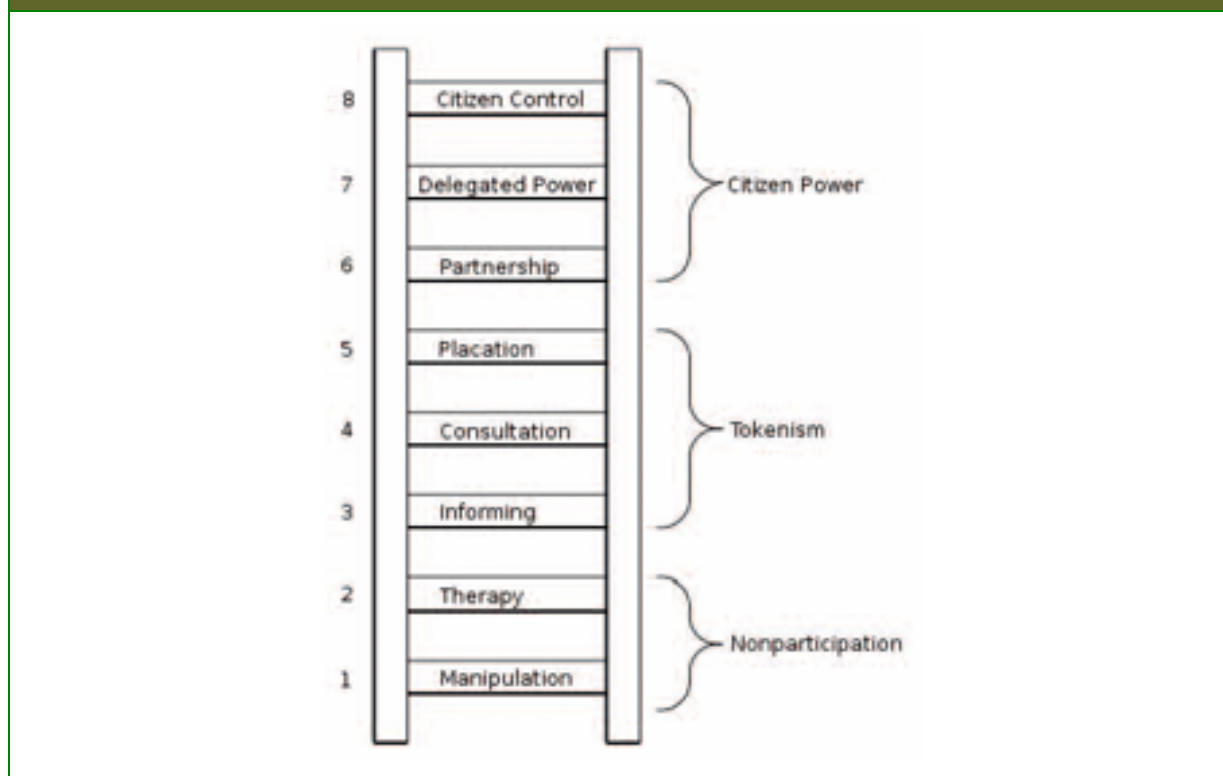 8 Citizen Control
7 Delegated Power Citizen Power
6 Partnership
5 Placation
4 Consultation Tokenism
3 Informing
2 Therapy
Nonparticipation
1 Manipulation